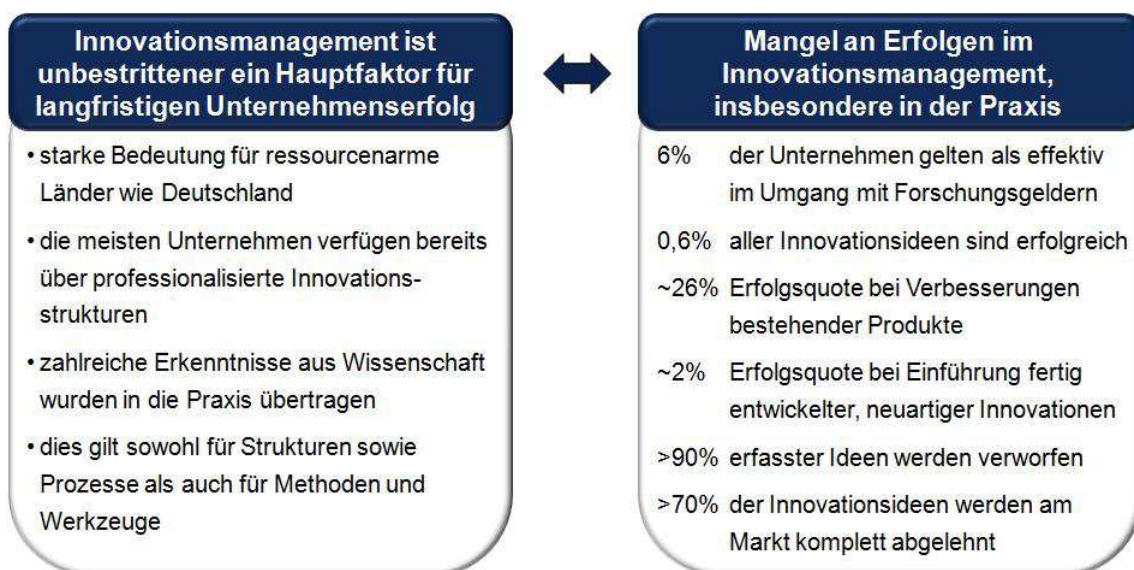 Innovationsmanagement ist
unbestrittener ein Hauptfaktor für
langfristigen Unternehmenserfolg
• starke Bedeutung für ressourcenarme
Länder wie Deutschland
• die meisten Unternehmen verfügen bereits
über professionalisierte Innovations-
strukturen
• zahlreiche Erkenntnisse aus Wissenschaft
wurden in die Praxis übertragen
• dies gilt sowohl für Strukturen sowie
Prozesse als auch für Methoden und
Werkzeuge
Mangel an Erfolgen im
Innovationsmanagement,
insbesondere in der Praxis
6% der Unternehmen gelten als effektiv
im Umgang mit Forschungsgeldern
0,6% aller Innovationsideen sind erfolgreich
~26% Erfolgsquote bei Verbesserungen
bestehender Produkte
~2% Erfolgsquote bei Einführung fertig
entwickelter, neuartiger Innovationen
>90% erfasster Ideen werden verworfen
>70% der Innovationsideen werden am
Markt komplett abgelehnt